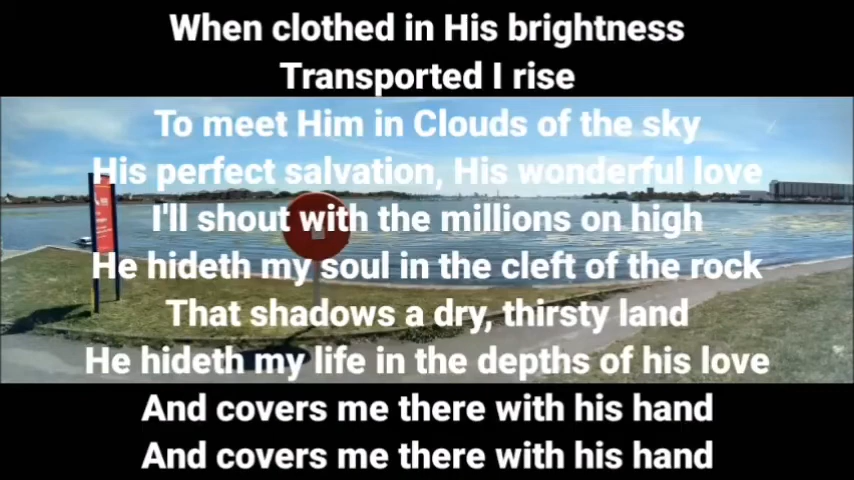 When clothed in His brightness
Transported I rise
To meet Him in Clouds of the sky
His perfect salvation, His wonderful love
I'll shout with the millions on high
He hideth my soul in the cleft of the rock
That shadows a dry, thirsty land
He hideth my life in the depths of his love
And covers me there with his hand
And covers me there with his hand